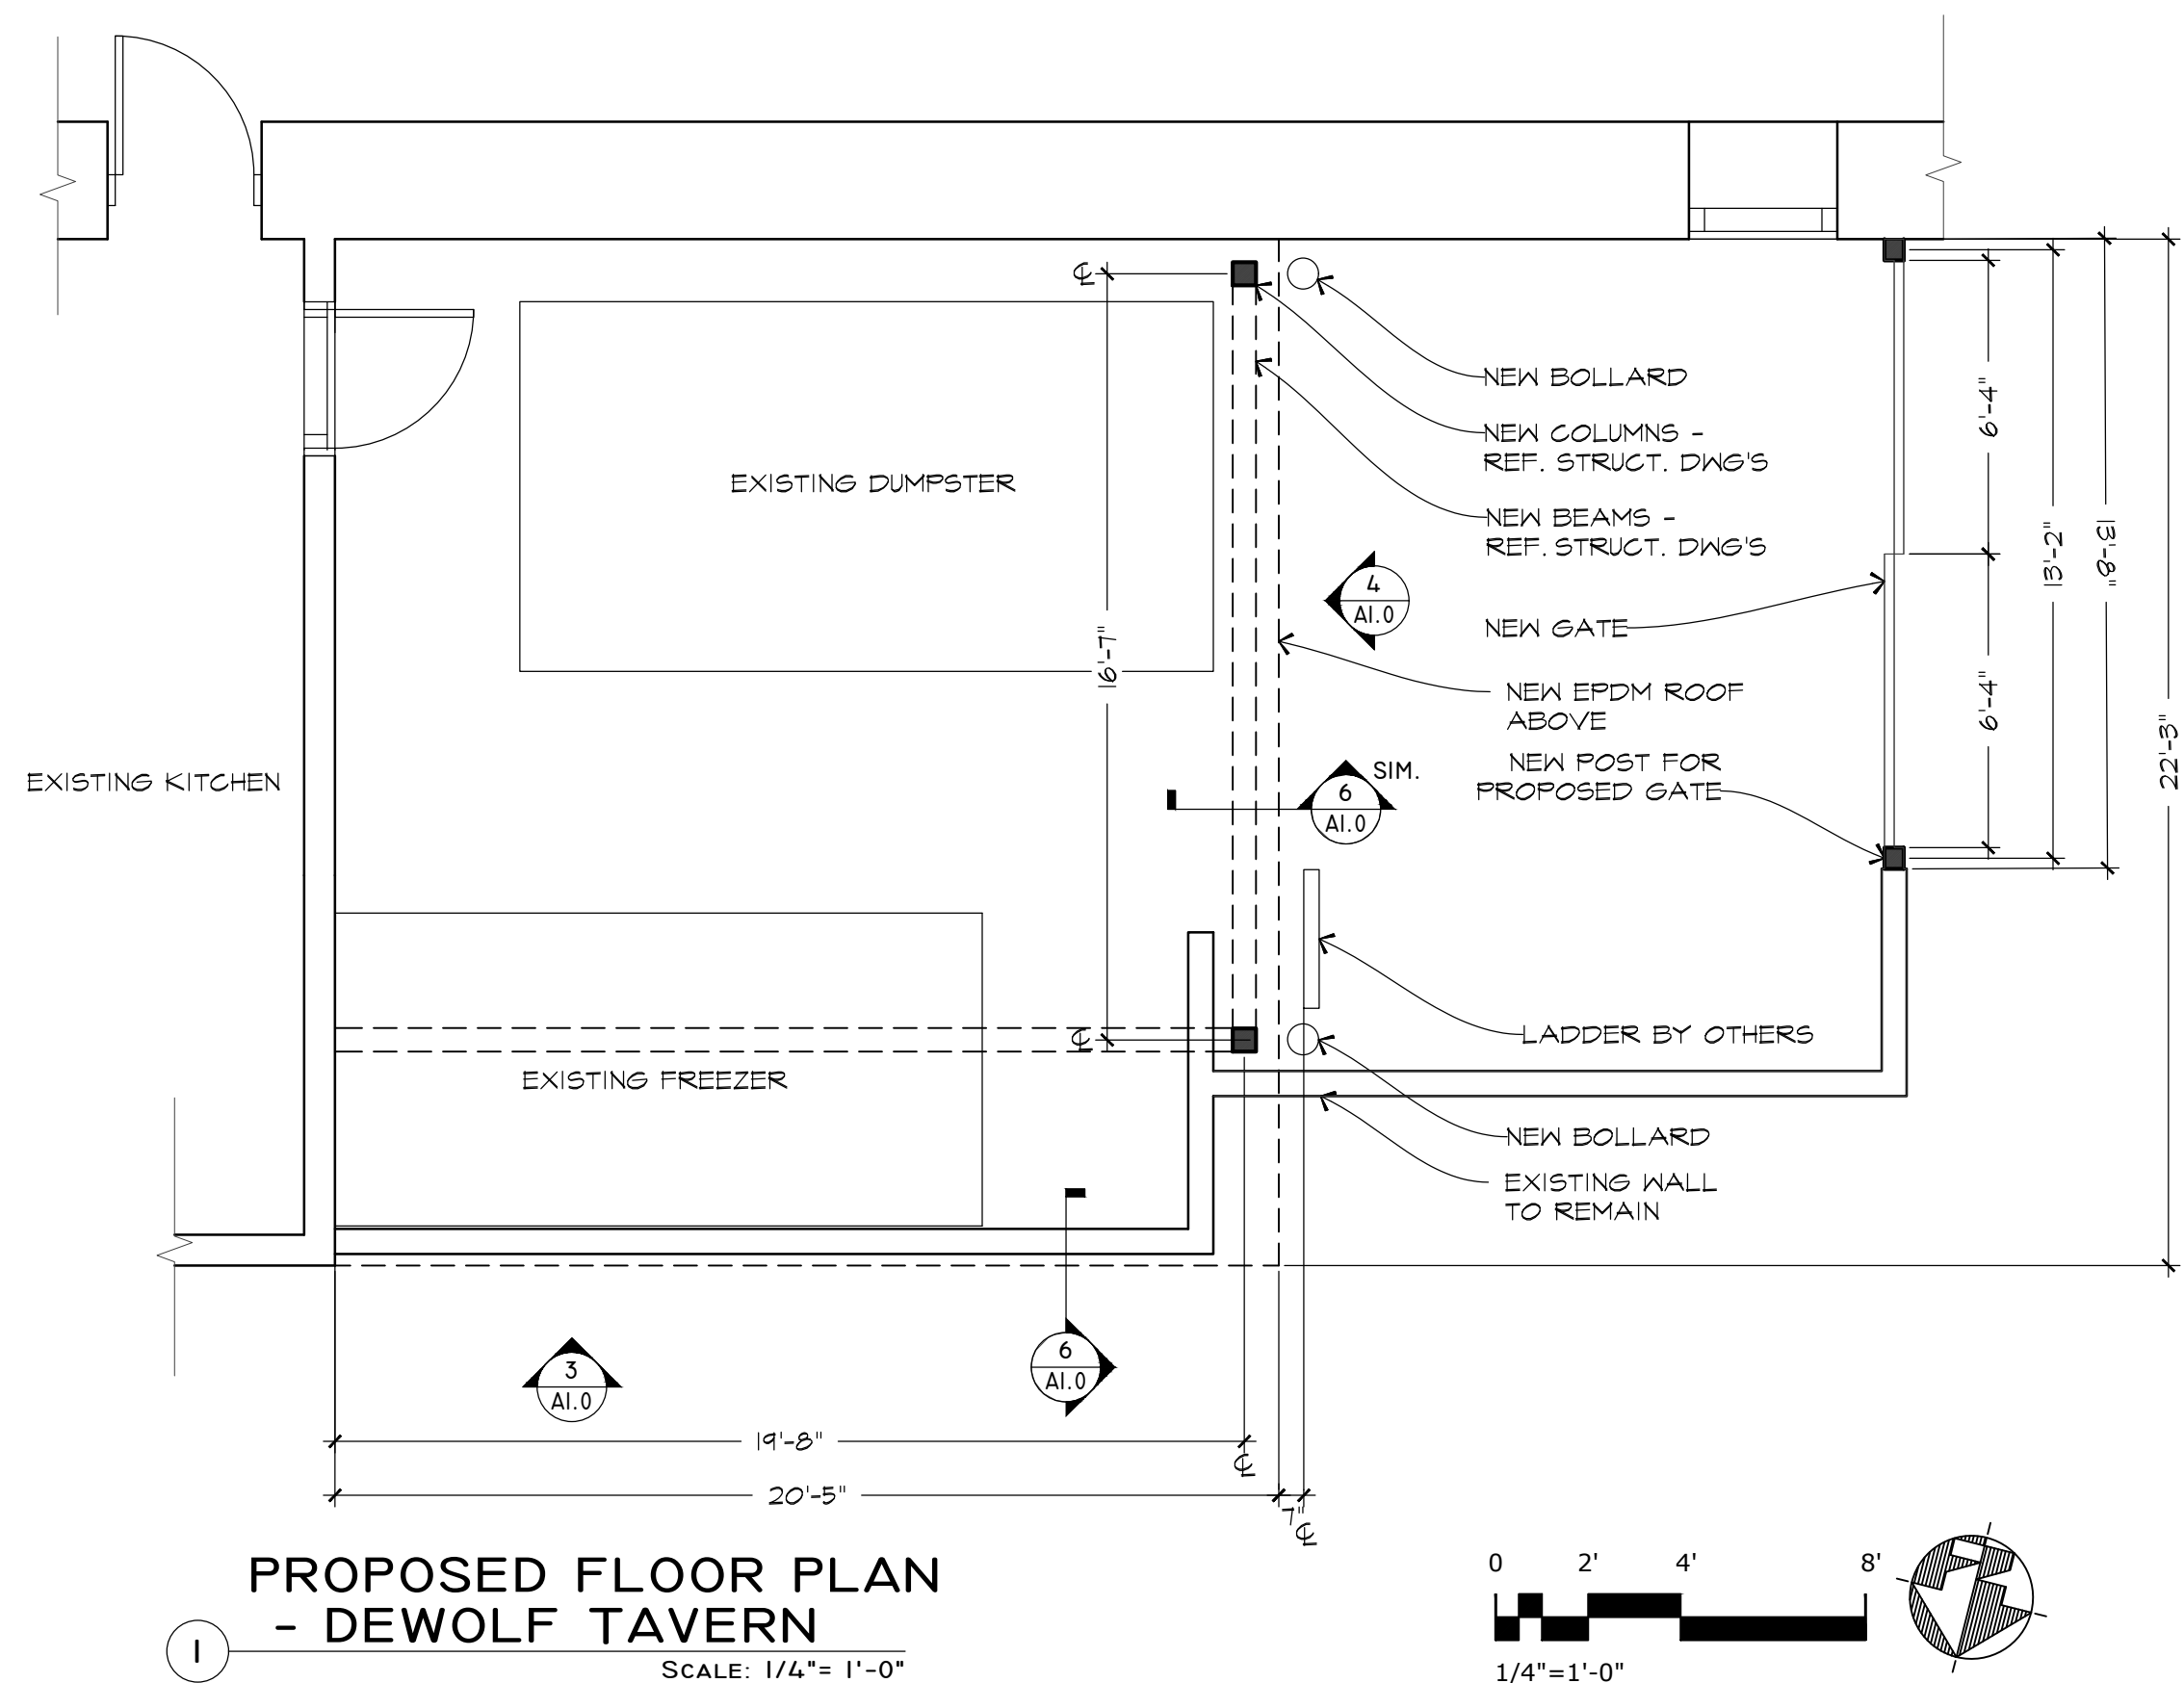 NEW BOLLARD
NEW COLUMNS -
REF. STRUCT. DWG'S
EXISTING DUMPSTER
NEW BEAMS -
REF. STRUCT. DWG'S
6'-4"
13'-2"
13'-8"
4
A1.0
NEW GATE
16'-7"
NEW EPDM ROOF
ABOVE
6'-4"
22'-3"
EXISTING KITCHEN
SIM.
6
A1.0
NEW POST FOR
PROPOSED GATE
LADDER BY OTHERS
EXISTING FREEZER
NEW BOLLARD
EXISTING WALL
TO REMAIN
3
A1.0
6
A1.0
19'-8"
20'-5"
7"
PROPOSED FLOOR PLAN
- DEWOLF TAVERN
1
SCALE: 1/4"= 1'-0"
0 2' 4' 8'
1/4"=1'-0"